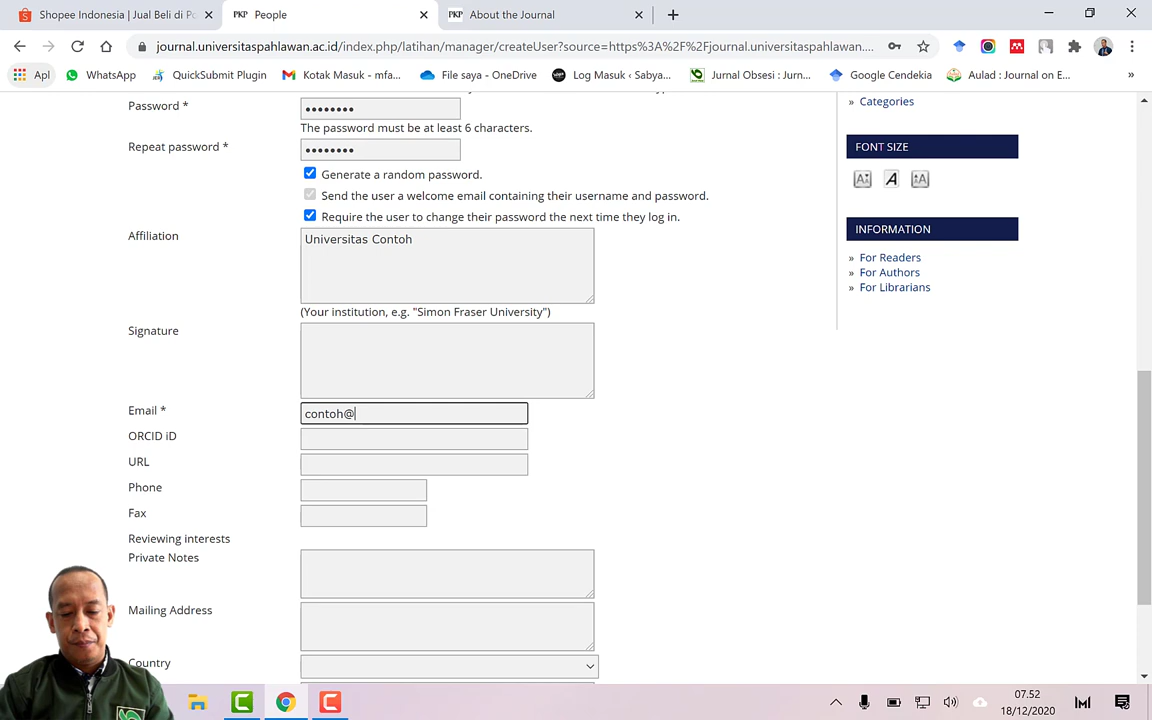 Shopee Indonesia | Jual Beli di Po
PKP People
PKP About the Journal
journal.universitaspahlawan.ac.id/index.php/latihan/manager/createUser?source=https%3A%2F%2Fjournal.universitaspahlawan.ac....
Apl WhatsApp QuickSubmit Plugin Kotak Masuk - mfa... File saya - OneDrive Log Masuk - Sabya... Jurnal Obsesi : Jurn... Google Cendekia Aulad : Journal on E... »
Password *
The password must be at least 6 characters.
Repeat password *
Generate a random password.
Send the user a welcome email containing their username and password.
Require the user to change their password the next time they log in.
Affiliation
Universitas Contoh
(Your institution, e.g. "Simon Fraser University")
Signature
Email *
contoh@
ORCID iD
URL
Phone
Fax
Reviewing interests
Private Notes
Mailing Address
Country
» Categories
FONT SIZE
A A A
INFORMATION
» For Readers
» For Authors
» For Librarians
07.52
18/12/2020